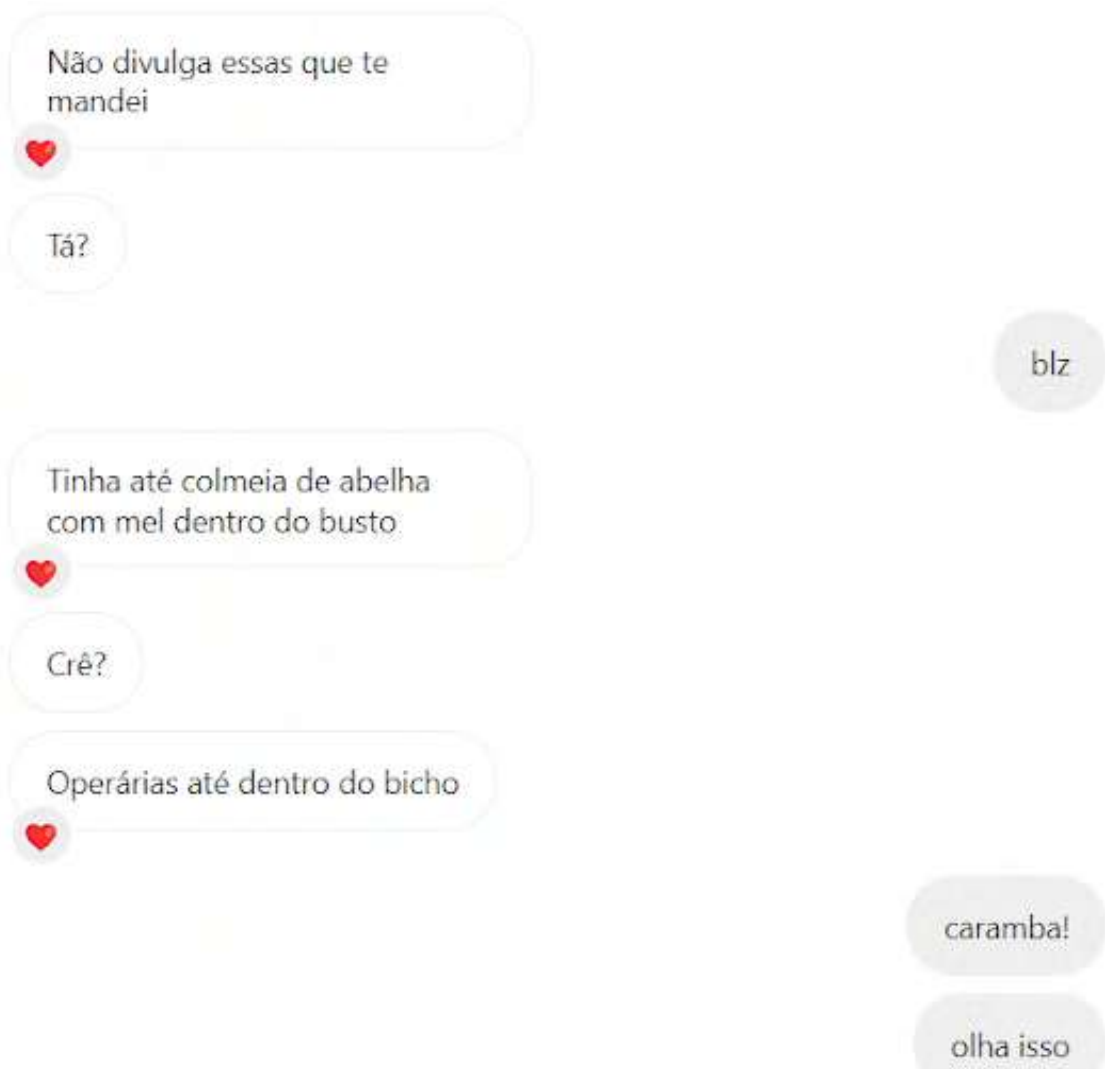 Não divulga essas que te
mandei
Tá?
blz
Tinha até colmeia de abelha
com mel dentro do busto
Crê?
Operárias até dentro do bicho
caramba!
olha isso